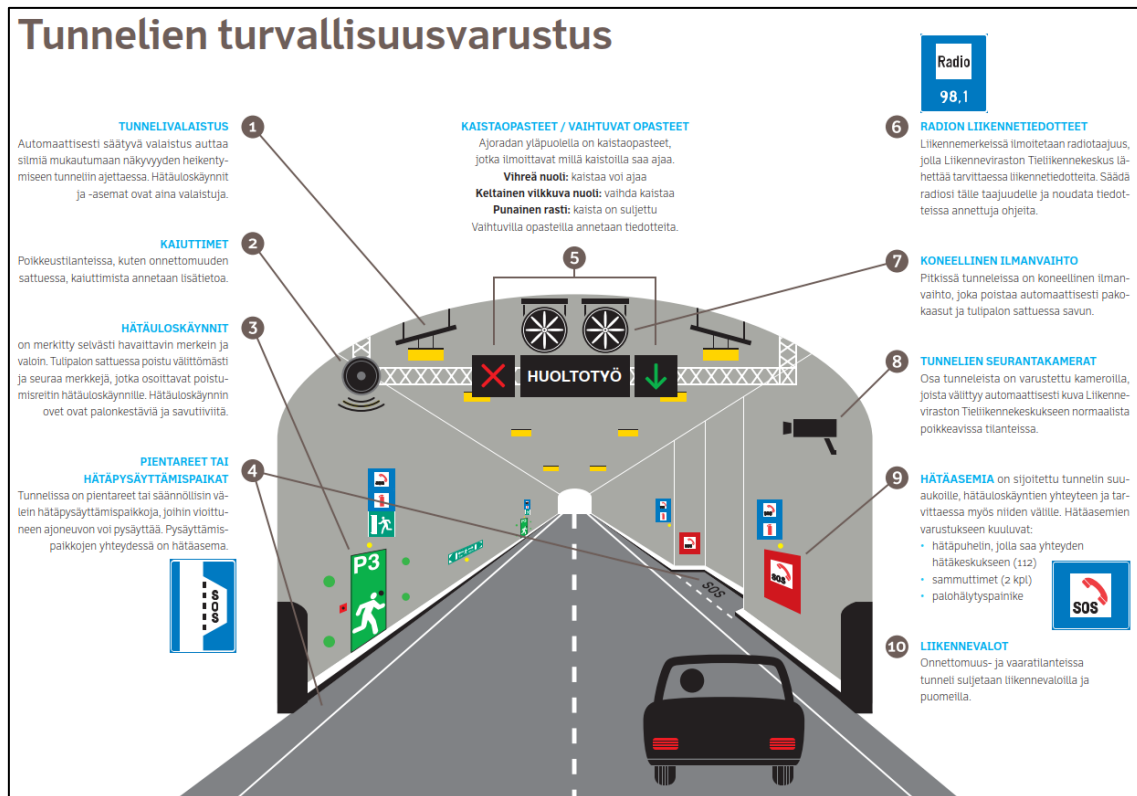 Tunnelien turvallisuusvarustus
1
TUNNELIVALAISTUS
Automaattisesti säätyvä valaistus auttaa
silmiä mukautumaan näkyvyyden heikenty-
miseen tunneliin ajettaessa. Hätäuloskäynnit
ja -asemat ovat aina valaistuja.
2
KAIUTTIMET
Poikkeustilanteissa, kuten onnettomuuden
sattuessa, kaiuttimista annetaan lisätietoa.
3
HÄTÄULOSKÄYNNIT
on merkitty selvästi havaittavin merkein ja
valoin. Tulipalon sattuessa poistu välittömästi
ja seuraa merkkejä, jotka osoittavat poistu-
misreitin hätäuloskäynnille. Hätäuloskäynnin
ovet ovat palonkestäviä ja savutiiviitä.
4
PIENTAREET TAI
HÄTÄPYSÄYTTÄMISPAIKAT
Tunnelissa on pientareet tai säännöllisin vä-
lein hätäpysäyttämispaikkoja, joihin vioittu-
neen ajoneuvon voi pysäyttää. Pysäyttämis-
paikkojen yhteydessä on hätäasema.
SOS
KAISTAOPASTEET / VAIHTUVAT OPASTEET
Ajoradan yläpuolella on kaistaopasteet,
jotka ilmoittavat millä kaistoilla saa ajaa.
Vihreä nuoli: kaista voi ajaa
Keltainen vilkkuva nuoli: vaihda kaistaa
Punainen rasti: kaista on suljettu
Vaihtuvilla opasteilla annetaan tiedotteita.
5
HUOLTOTYÖ
P3
SOS
SOS
Radio
98,1
6
RADION LIIKENNETIEDOTTEET
Liikennemerkeissä ilmoitetaan radiotaajuus,
jolla Liikenneviraston Tieliikennekeskus lä-
hettää tarvittaessa liikennetiedotteita. Säädä
radiosi tälle taajuudelle ja noudata tiedot-
teissa annettuja ohjeita.
7
KONEELLINEN ILMANVAIHTO
Pitkissä tunneleissa on koneellinen ilman-
vaihto, joka poistaa automaattisesti pako-
kaasut ja tulipalon sattuessa savun.
8
TUNNELIEN SEURANTAKAMERAT
Osa tunneleista on varustettu kameroilla,
joista välittyy automaattisesti kuva Liikenne-
viraston Tieliikennekeskukseen normaalista
poikkeavissa tilanteissa.
9
HÄTÄASEMIA on sijoitettu tunnelin suu-
aukoille, hätäuloskäyntien yhteyteen ja tar-
vittaessa myös niiden välille. Hätäasemien
varustukseen kuuluvat:
• hätäpuhelin, jolla saa yhteyden
hätäkeskukseen (112)
• sammuttimet (2 kpl)
• palohälytyspainike
SOS
10
LIIKENNEVALOT
Onnettomuus- ja vaaratilanteissa
tunneli suljetaan liikennevaloilla ja
puomeilla.